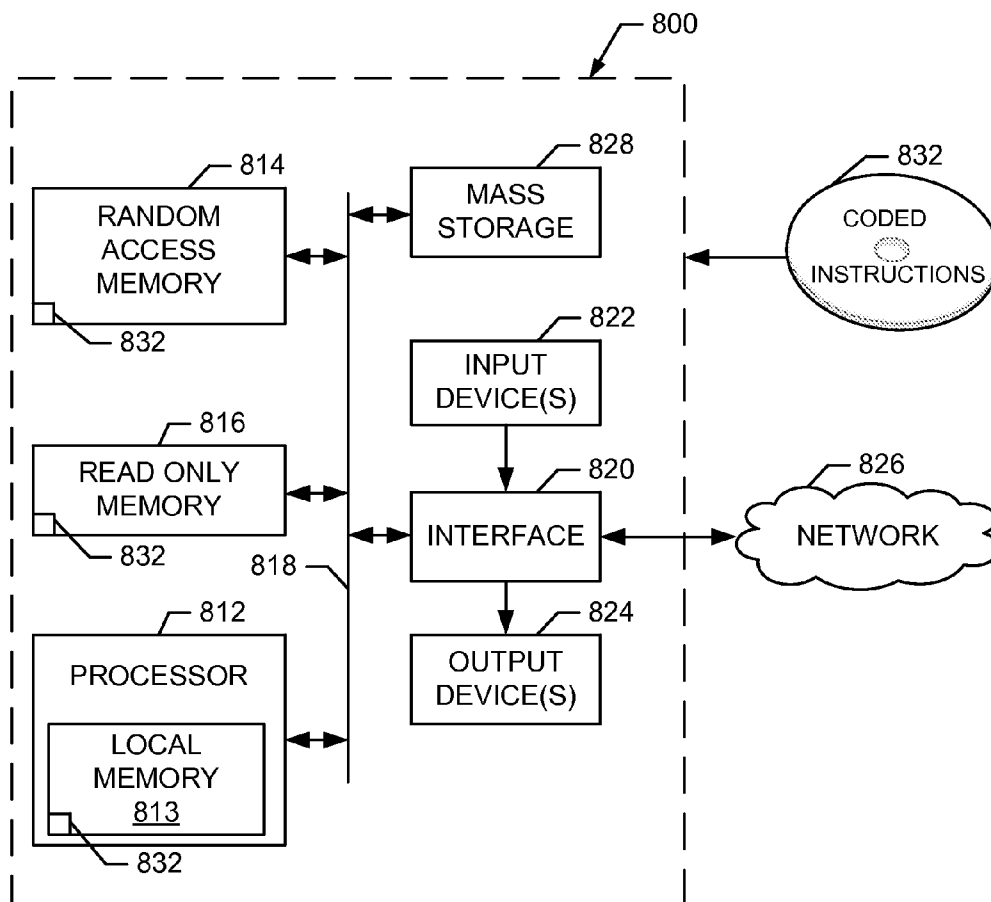 800
814
RANDOM
ACCESS
MEMORY
832
828
MASS
STORAGE
832
CODED
INSTRUCTIONS
822
INPUT
DEVICE(S)
816
READ ONLY
MEMORY
832
820
INTERFACE
826
NETWORK
818
812
PROCESSOR
LOCAL
MEMORY
813
832
824
OUTPUT
DEVICE(S)